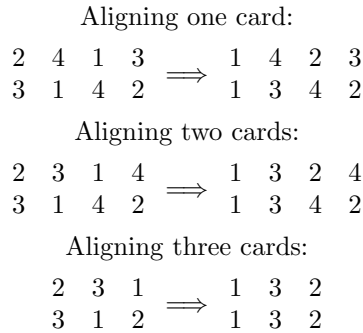 Aligning one card:
2 4 1 3 ⟹ 1 4 2 3
3 1 4 2 1 3 4 2
Aligning two cards:
2 3 1 4 ⟹ 1 3 2 4
3 1 4 2 1 3 4 2
Aligning three cards:
2 3 1 ⟹ 1 3 2
3 1 2 1 3 2